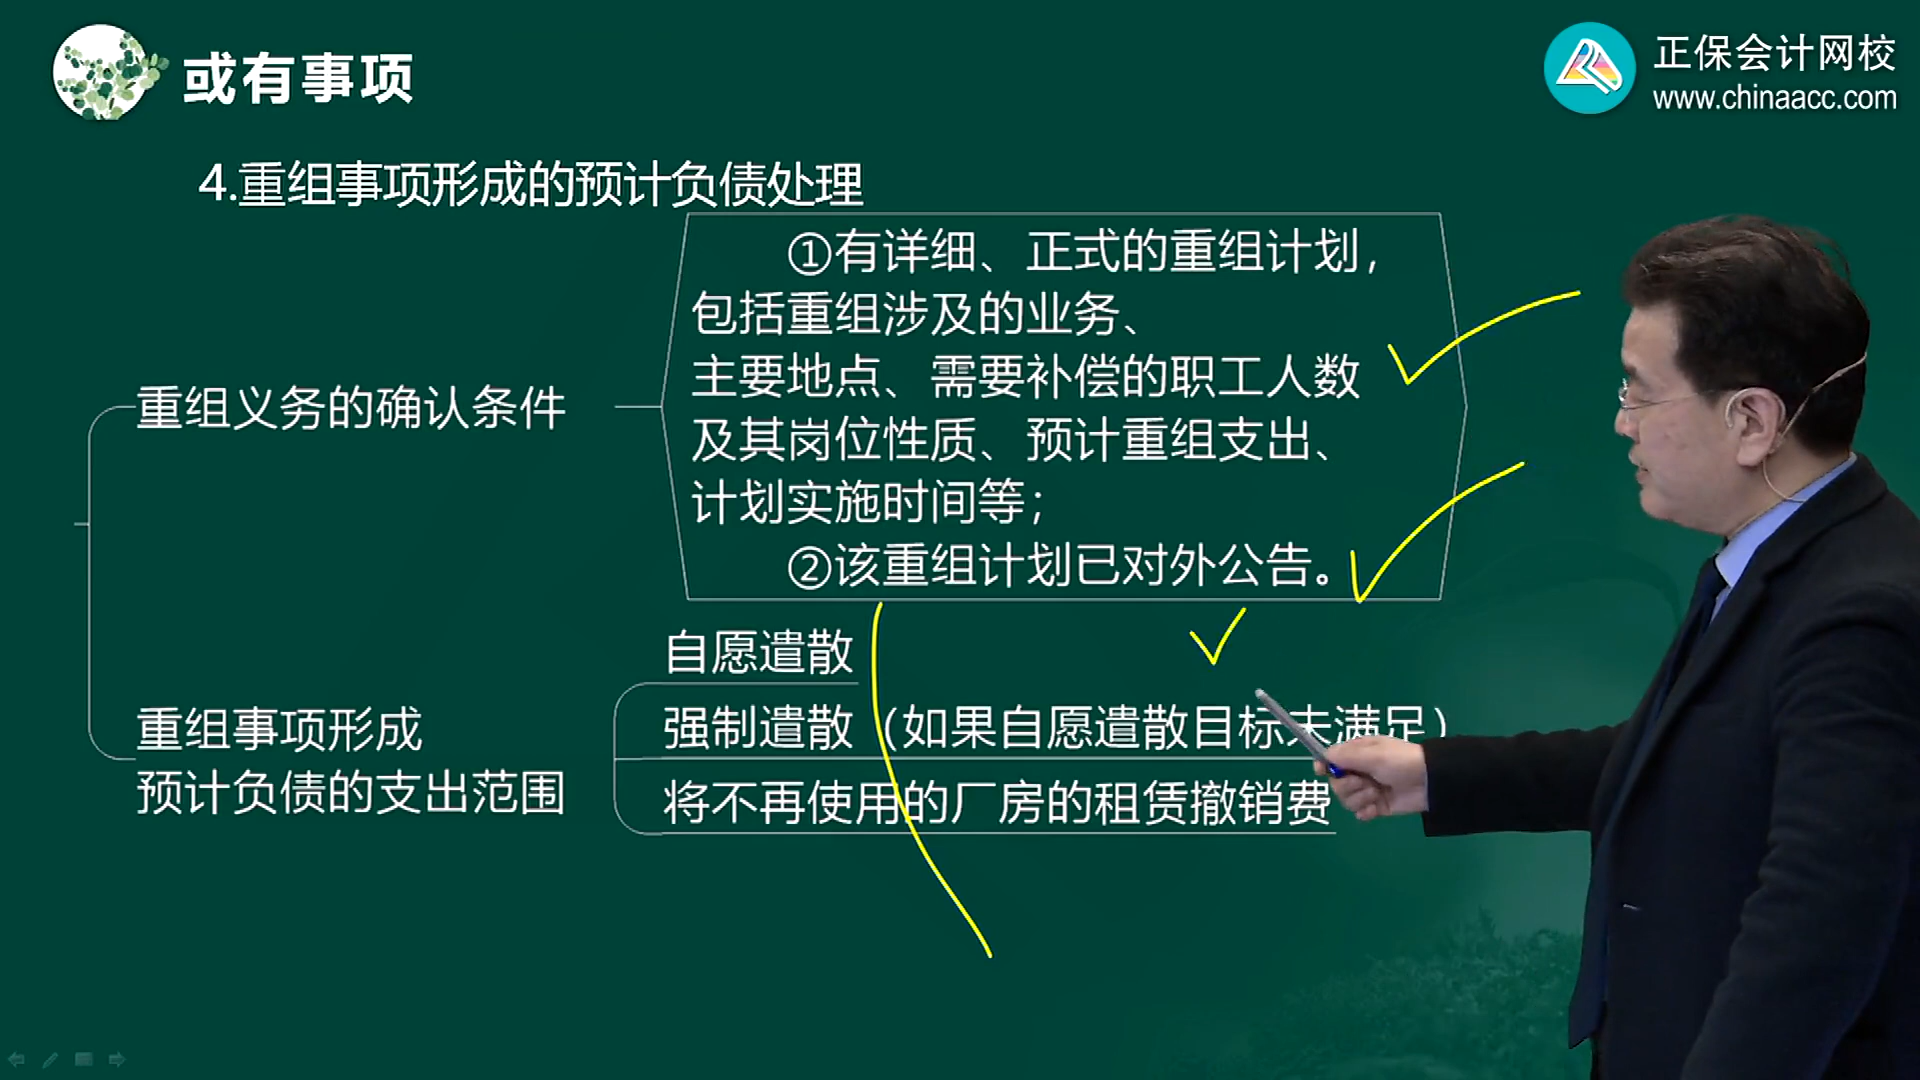 或有事项
正保会计网校
www.chinaacc.com
4.重组事项形成的预计负债处理
①有详细、正式的重组计划，
包括重组涉及的业务、
主要地点、需要补偿的职工人数
及其岗位性质、预计重组支出、
计划实施时间等；
②该重组计划已对外公告。
重组义务的确认条件
自愿遣散
强制遣散（如果自愿遣散目标未满足）
将不再使用的厂房的租赁撤销费
重组事项形成
预计负债的支出范围